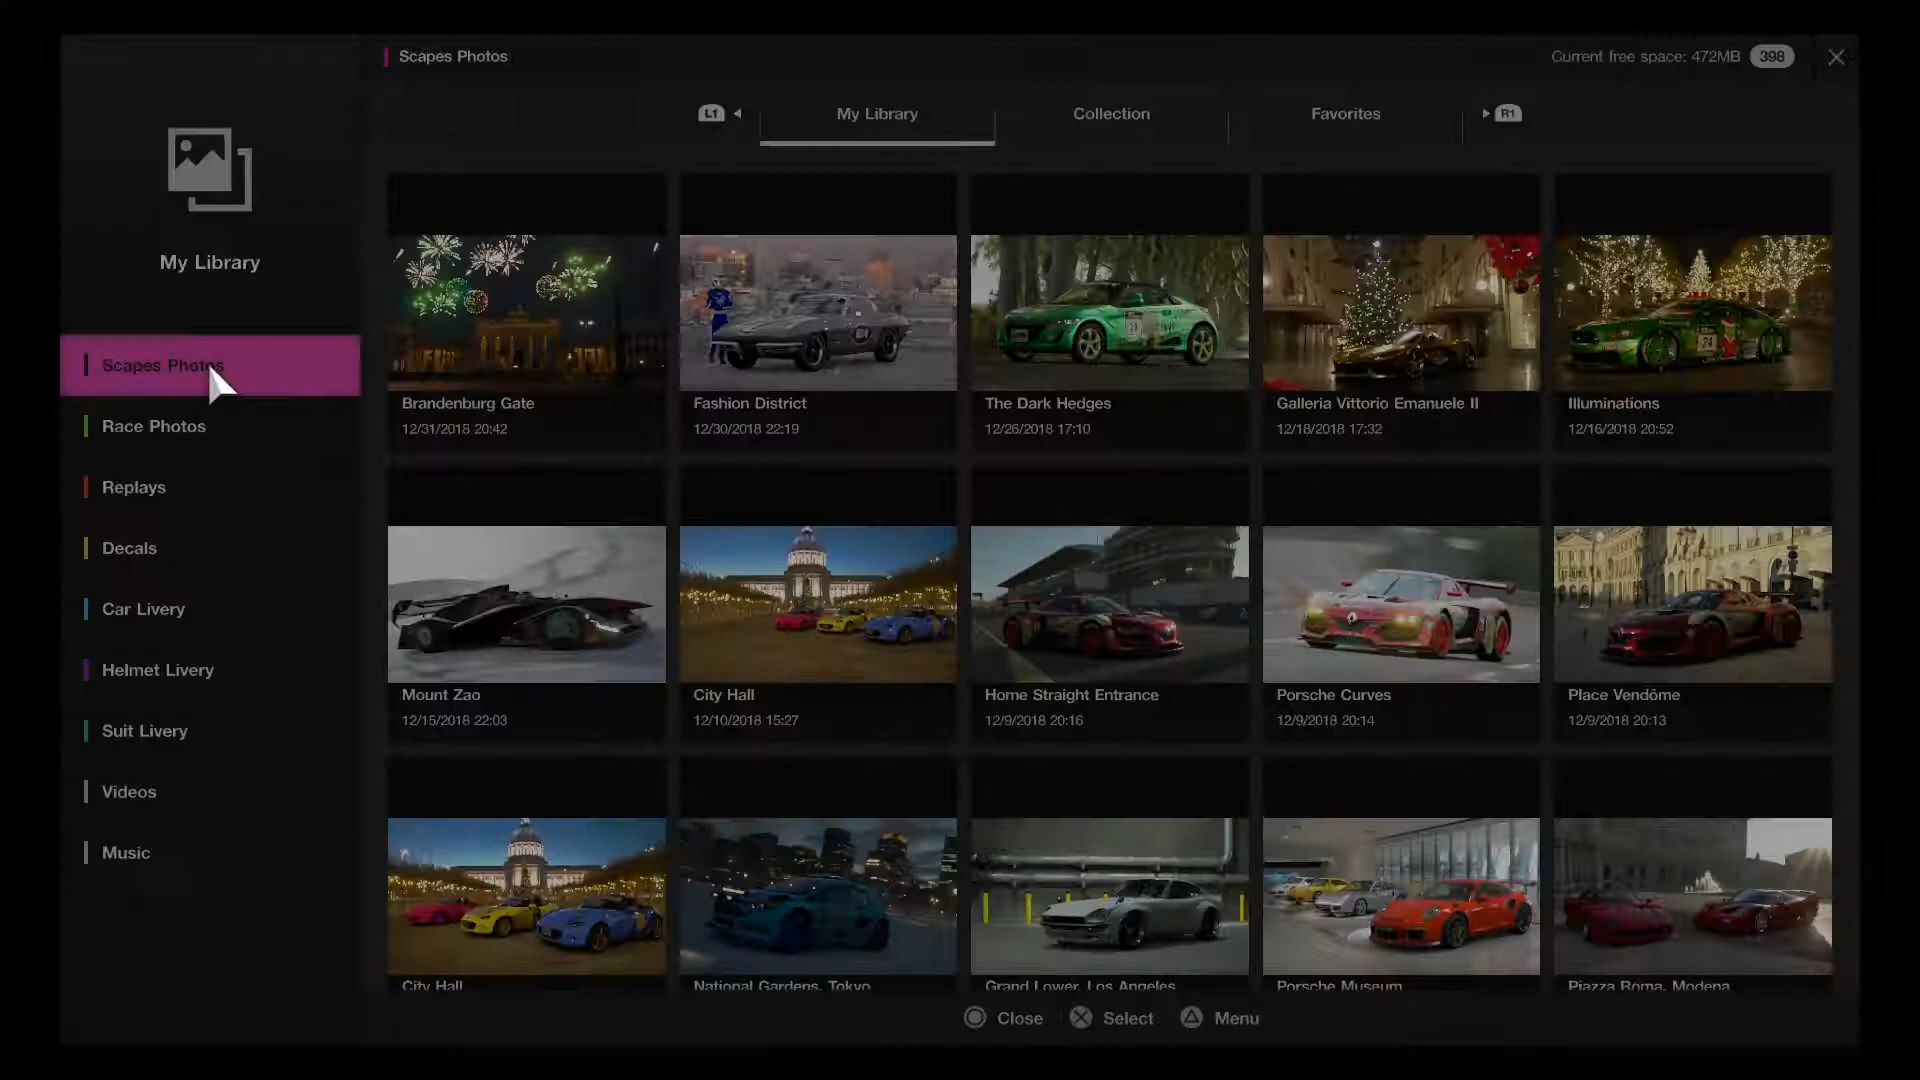 Scapes Photos
Current free space: 472MB 398
L1 My Library Collection Favorites R1
My Library
Scapes Photos
Race Photos
Replays
Decals
Car Livery
Helmet Livery
Suit Livery
Videos
Music
Brandenburg Gate
12/31/2018 20:42
Fashion District
12/30/2018 22:19
The Dark Hedges
12/26/2018 17:10
Galleria Vittorio Emanuele II
12/18/2018 17:32
Illuminations
12/16/2018 20:52
24
Mount Zao
12/15/2018 22:03
City Hall
12/10/2018 15:27
Home Straight Entrance
12/9/2018 20:16
Porsche Curves
12/9/2018 20:14
Place Vendôme
12/9/2018 20:13
City Hall
National Gardens, Tokyo
Grand Lower, Los Angeles
Porsche Museum
Piazza Roma, Modena
Close Select Menu